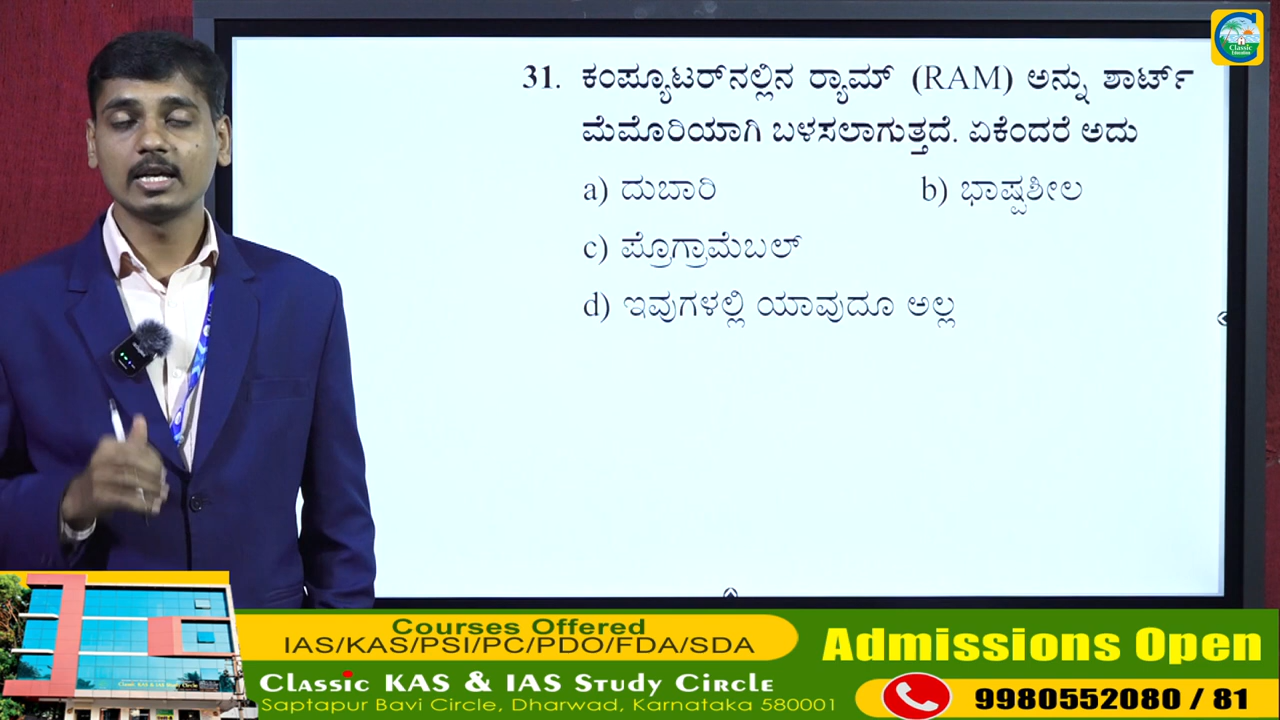 Classic
Education
31. ಕಂಪ್ಯೂಟರ್‌ನಲ್ಲಿನ ರ‍್ಯಾಮ್ (RAM) ಅನ್ನು ಶಾರ್ಟ್
ಮೆಮೊರಿಯಾಗಿ ಬಳಸಲಾಗುತ್ತದೆ. ಏಕೆಂದರೆ ಅದು
a) ದುಬಾರಿ b) ಭಾಷ್ಪಶೀಲ
c) ಪ್ರೊಗ್ರಾಮೆಬಲ್
d) ಇವುಗಳಲ್ಲಿ ಯಾವುದೂ ಅಲ್ಲ
Courses Offered
IAS/KAS/PSI/PC/PDO/FDA/SDA
Classic KAS & IAS Study Circle
Saptapur Bavi Circle, Dharwad, Karnataka 580001
Admissions Open
9980552080 / 81